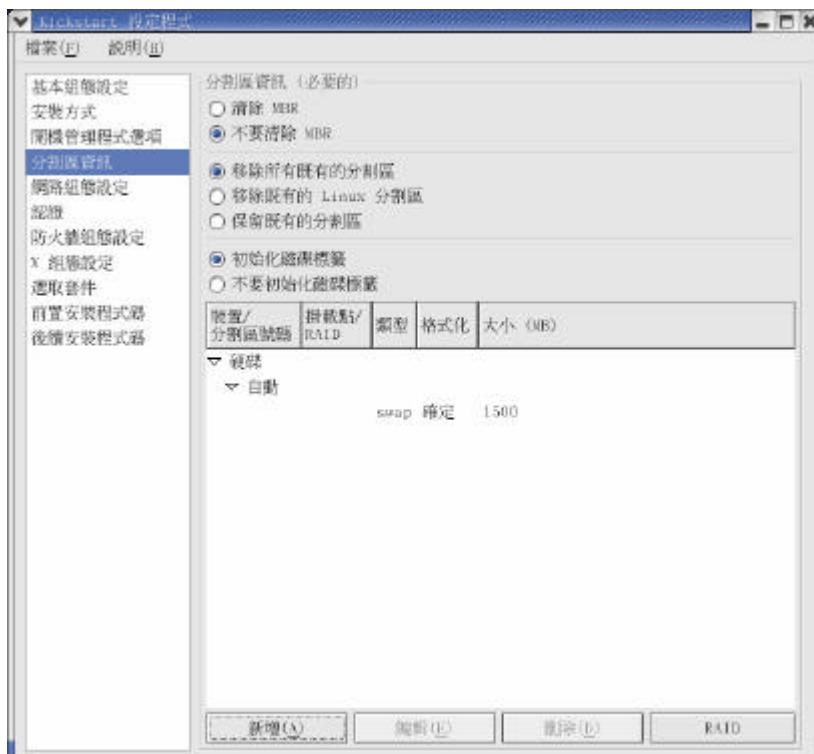 Kickstart 設定程式
檔案(F) 說明(H)
基本組態設定
安裝方式
開機管理程式選項
分割區資訊
網路組態設定
認證
防火牆組態設定
X 組態設定
選取套件
前置安裝程式碼
後續安裝程式碼
分割區資訊 (必要的)
清除 MBR
不要清除 MBR
移除所有既有的分割區
移除既有的 Linux 分割區
保留既有的分割區
初始化磁碟標籤
不要初始化磁碟標籤
裝置/
分割區號碼
掛載點/
RAID
類型
格式化
大小 (MB)
硬碟
自動
swap 確定 1500
新增(A) 編輯(E) 刪除(D) RAID